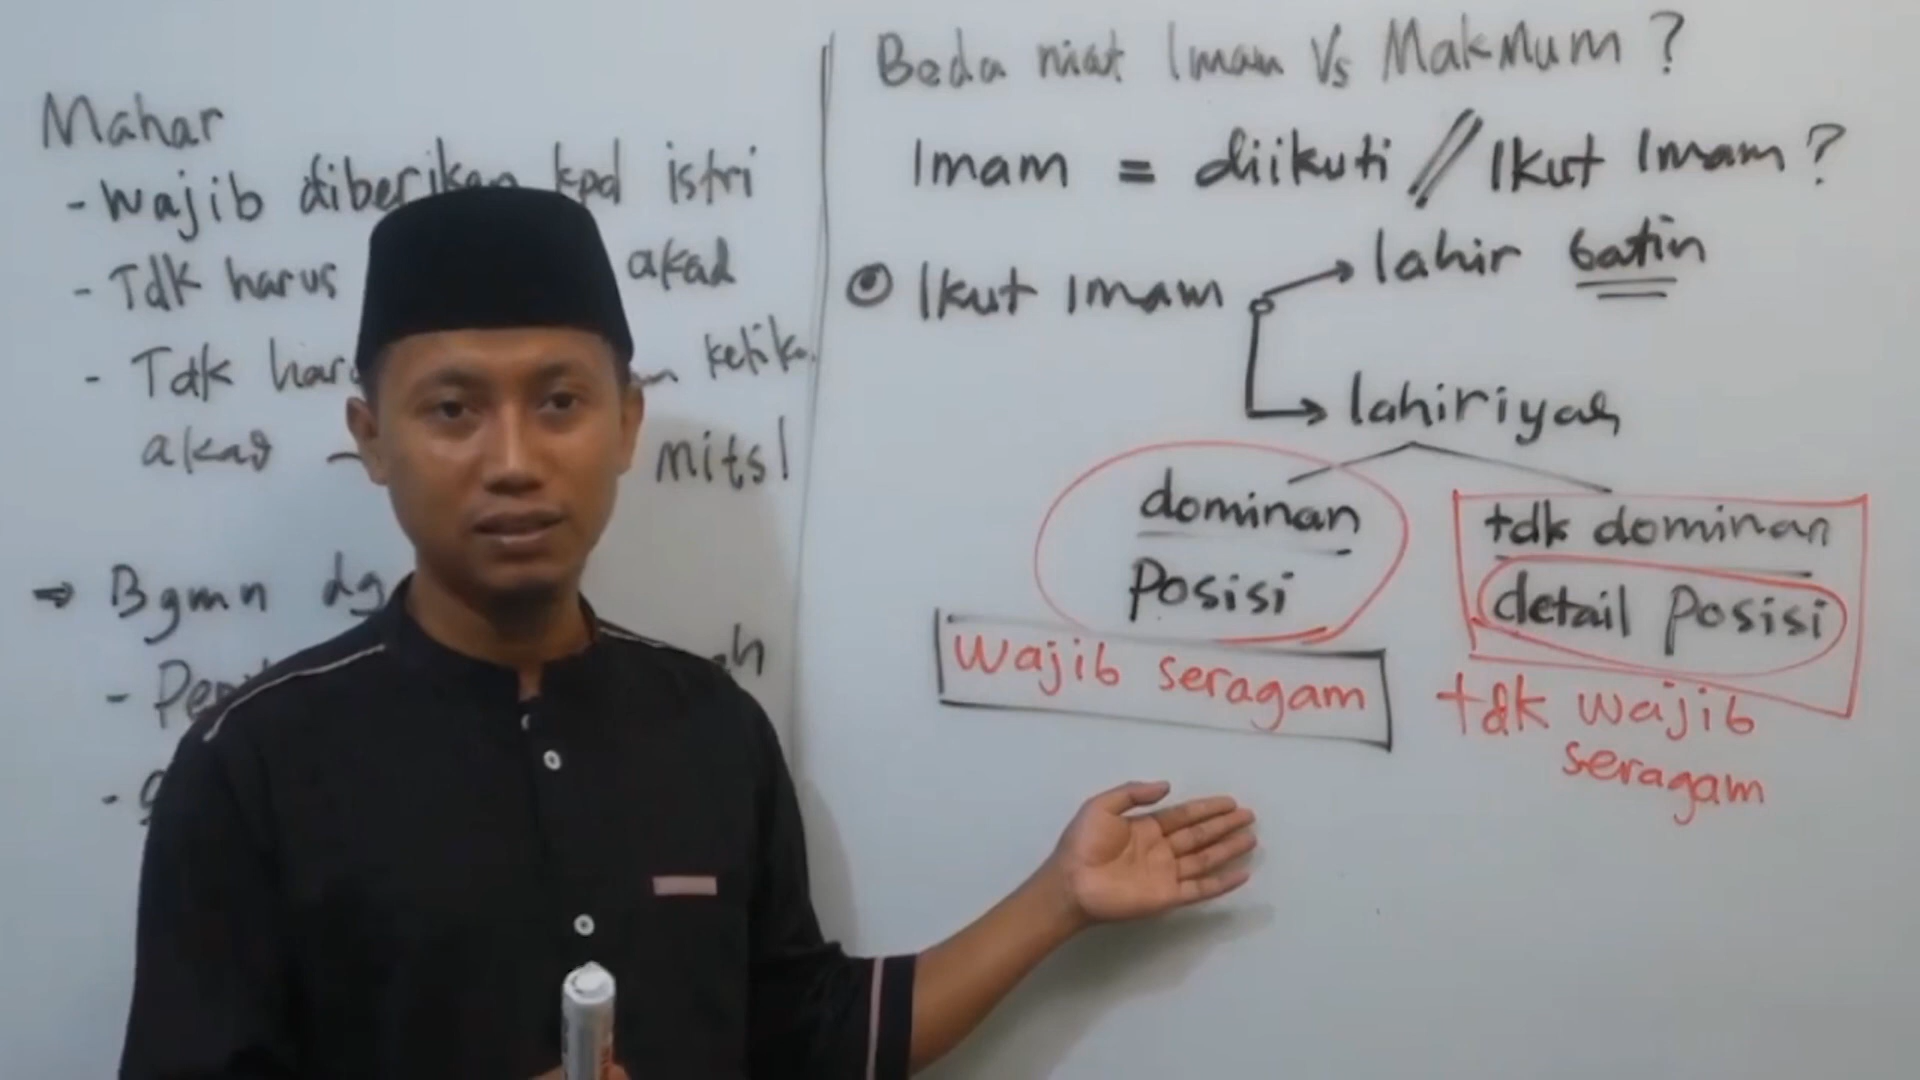 Mahar
- Wajib diberikan kpd istri
- Tdk harus akad
- Tdk ketika
akad mitsl
⇒ Bgmn dg
Beda niat Imam Vs Makmum ?
Imam = diikuti // Ikut Imam ?
Ikut Imam
→ lahir batin
→ lahiriyah
dominan
Posisi
Wajib seragam
tdk dominan
detail Posisi
tdk wajib
seragam